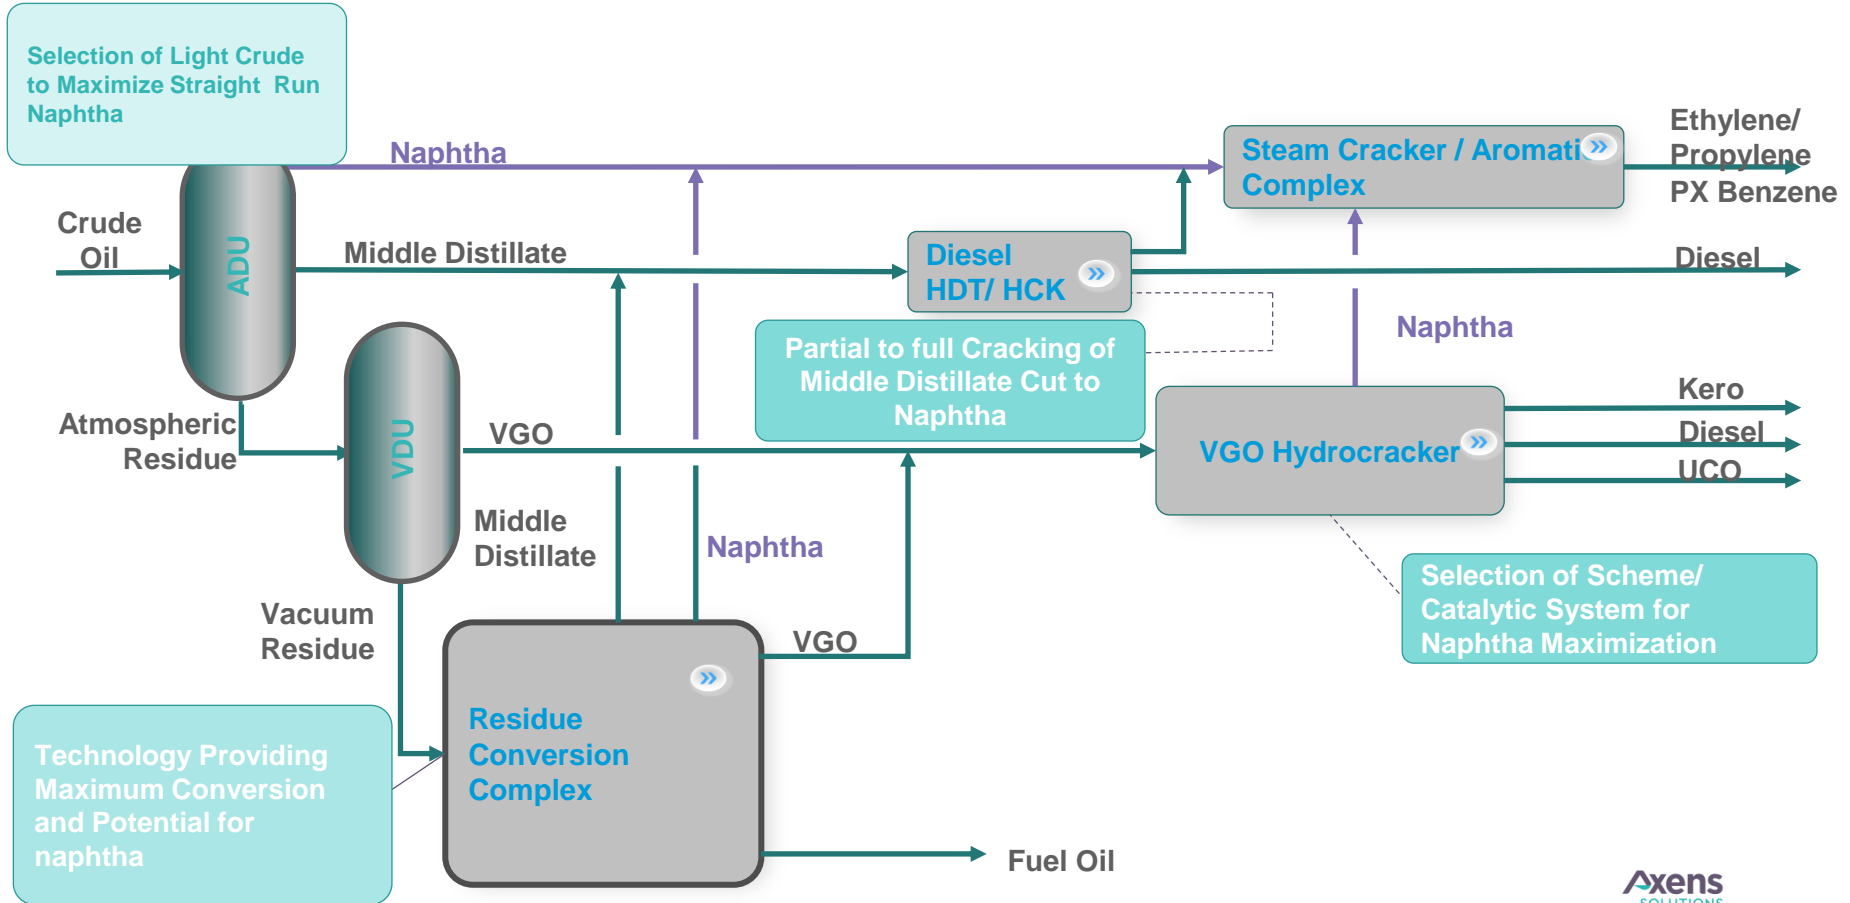 Selection of Light Crude
to Maximize Straight Run
Naphtha
Naphtha
Steam Cracker / Aromati
Complex
Ethylene/
Propylene
PX Benzene
Crude
Oil
ADU
Middle Distillate
Diesel
HDT/ HCK
Diesel
Partial to full Cracking of
Middle Distillate Cut to
Naphtha
Naphtha
Atmospheric
Residue
VDU
VGO
VGO Hydrocracker
Kero
Diesel
UCO
Middle
Distillate
Naphtha
Selection of Scheme/
Catalytic System for
Naphtha Maximization
Vacuum
Residue
VGO
Residue
Conversion
Complex
Technology Providing
Maximum Conversion
and Potential for
naphtha
Fuel Oil
Axens
SOLUTIONS